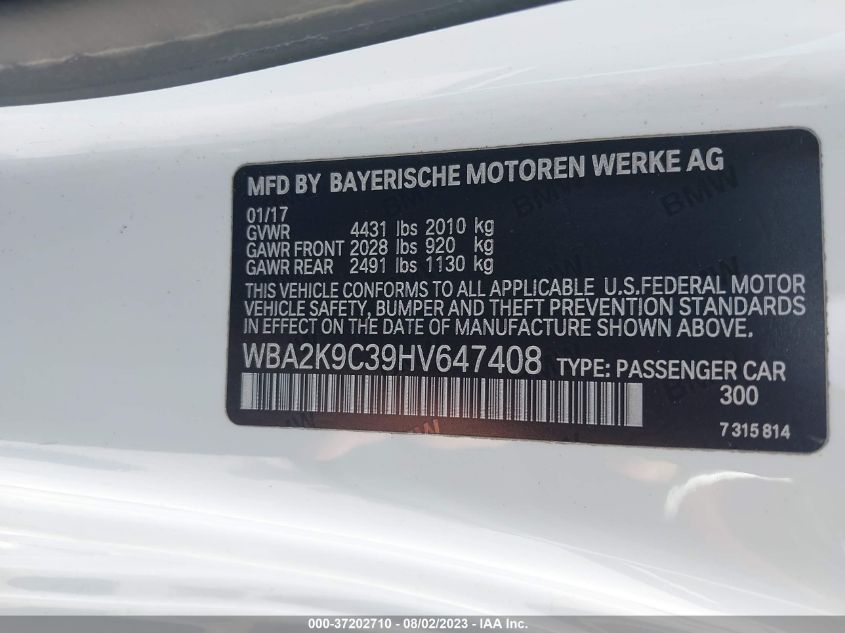 MFD BY BAYERISCHE MOTOREN WERKE AG
01/17
GVWR 4431 lbs 2010 kg
GAWR FRONT 2028 lbs 920 kg
GAWR REAR 2491 lbs 1130 kg
THIS VEHICLE CONFORMS TO ALL APPLICABLE U.S.FEDERAL MOTOR
VEHICLE SAFETY, BUMPER AND THEFT PREVENTION STANDARDS
IN EFFECT ON THE DATE OF MANUFACTURE SHOWN ABOVE.
WBA2K9C39HV647408 TYPE: PASSENGER CAR
300
7 315 814
000-37202710 - 08/02/2023 - IAA Inc.